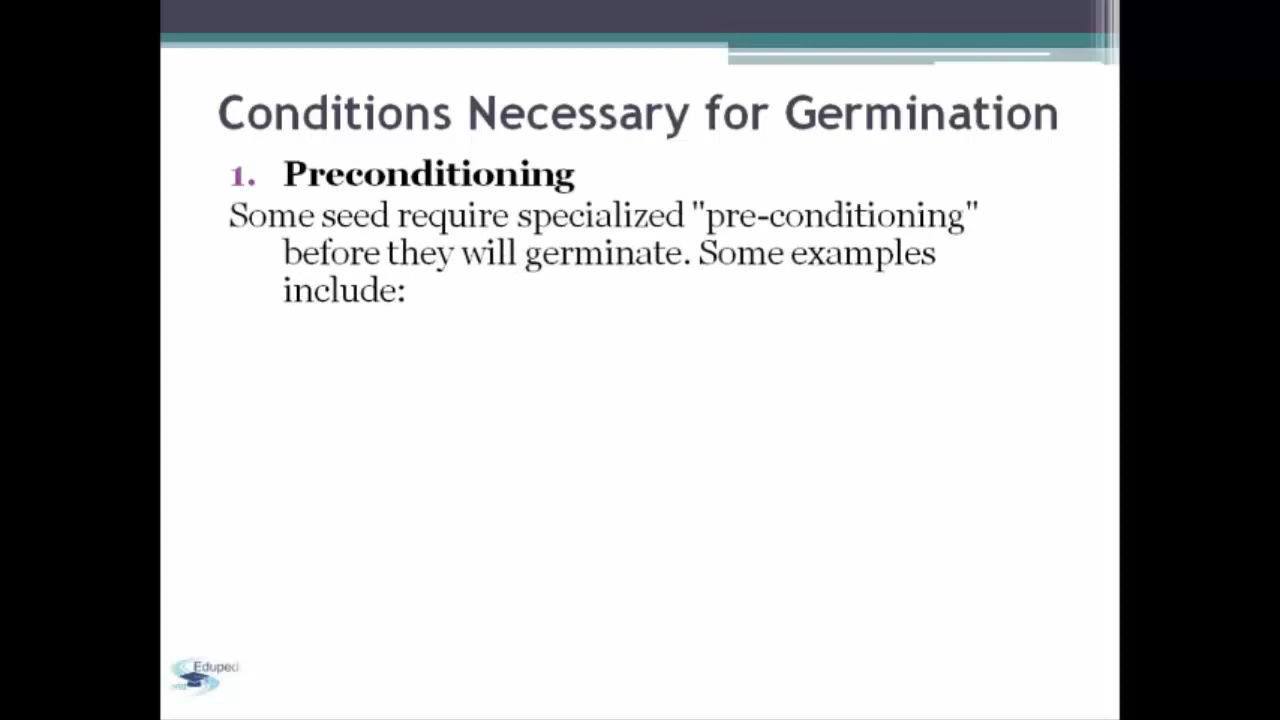 Conditions Necessary for Germination
1. Preconditioning
Some seed require specialized "pre-conditioning"
before they will germinate. Some examples
include:
Eduped